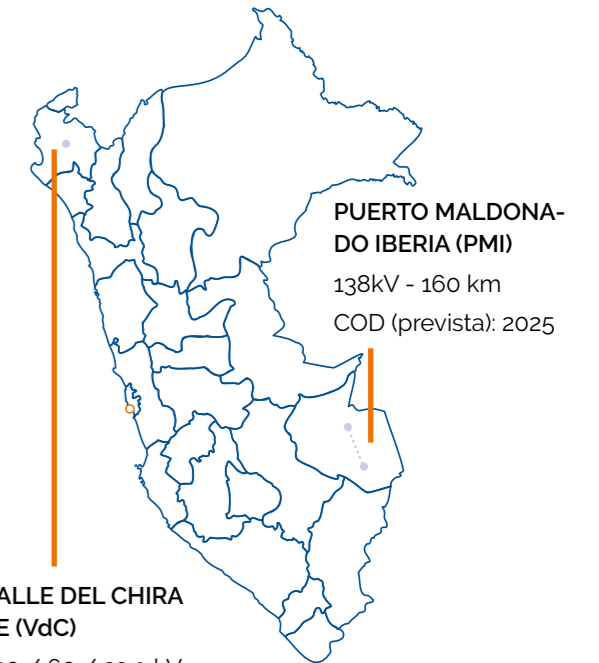 PUERTO MALDONA-
DO IBERIA (PMI)
138kV - 160 km
COD (prevista): 2025
ALLE DEL CHIRA
E (VdC)